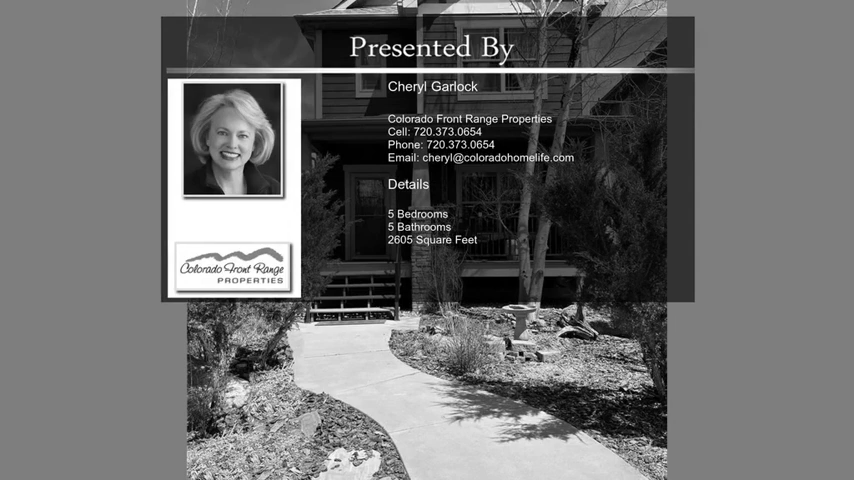 Presented By
Cheryl Garlock
Colorado Front Range Properties
Cell: 720.373.0654
Phone: 720.373.0654
Email: cheryl@coloradohomelife.com
Details
5 Bedrooms
5 Bathrooms
2605 Square Feet
Colorado Front Range
PROPERTIES